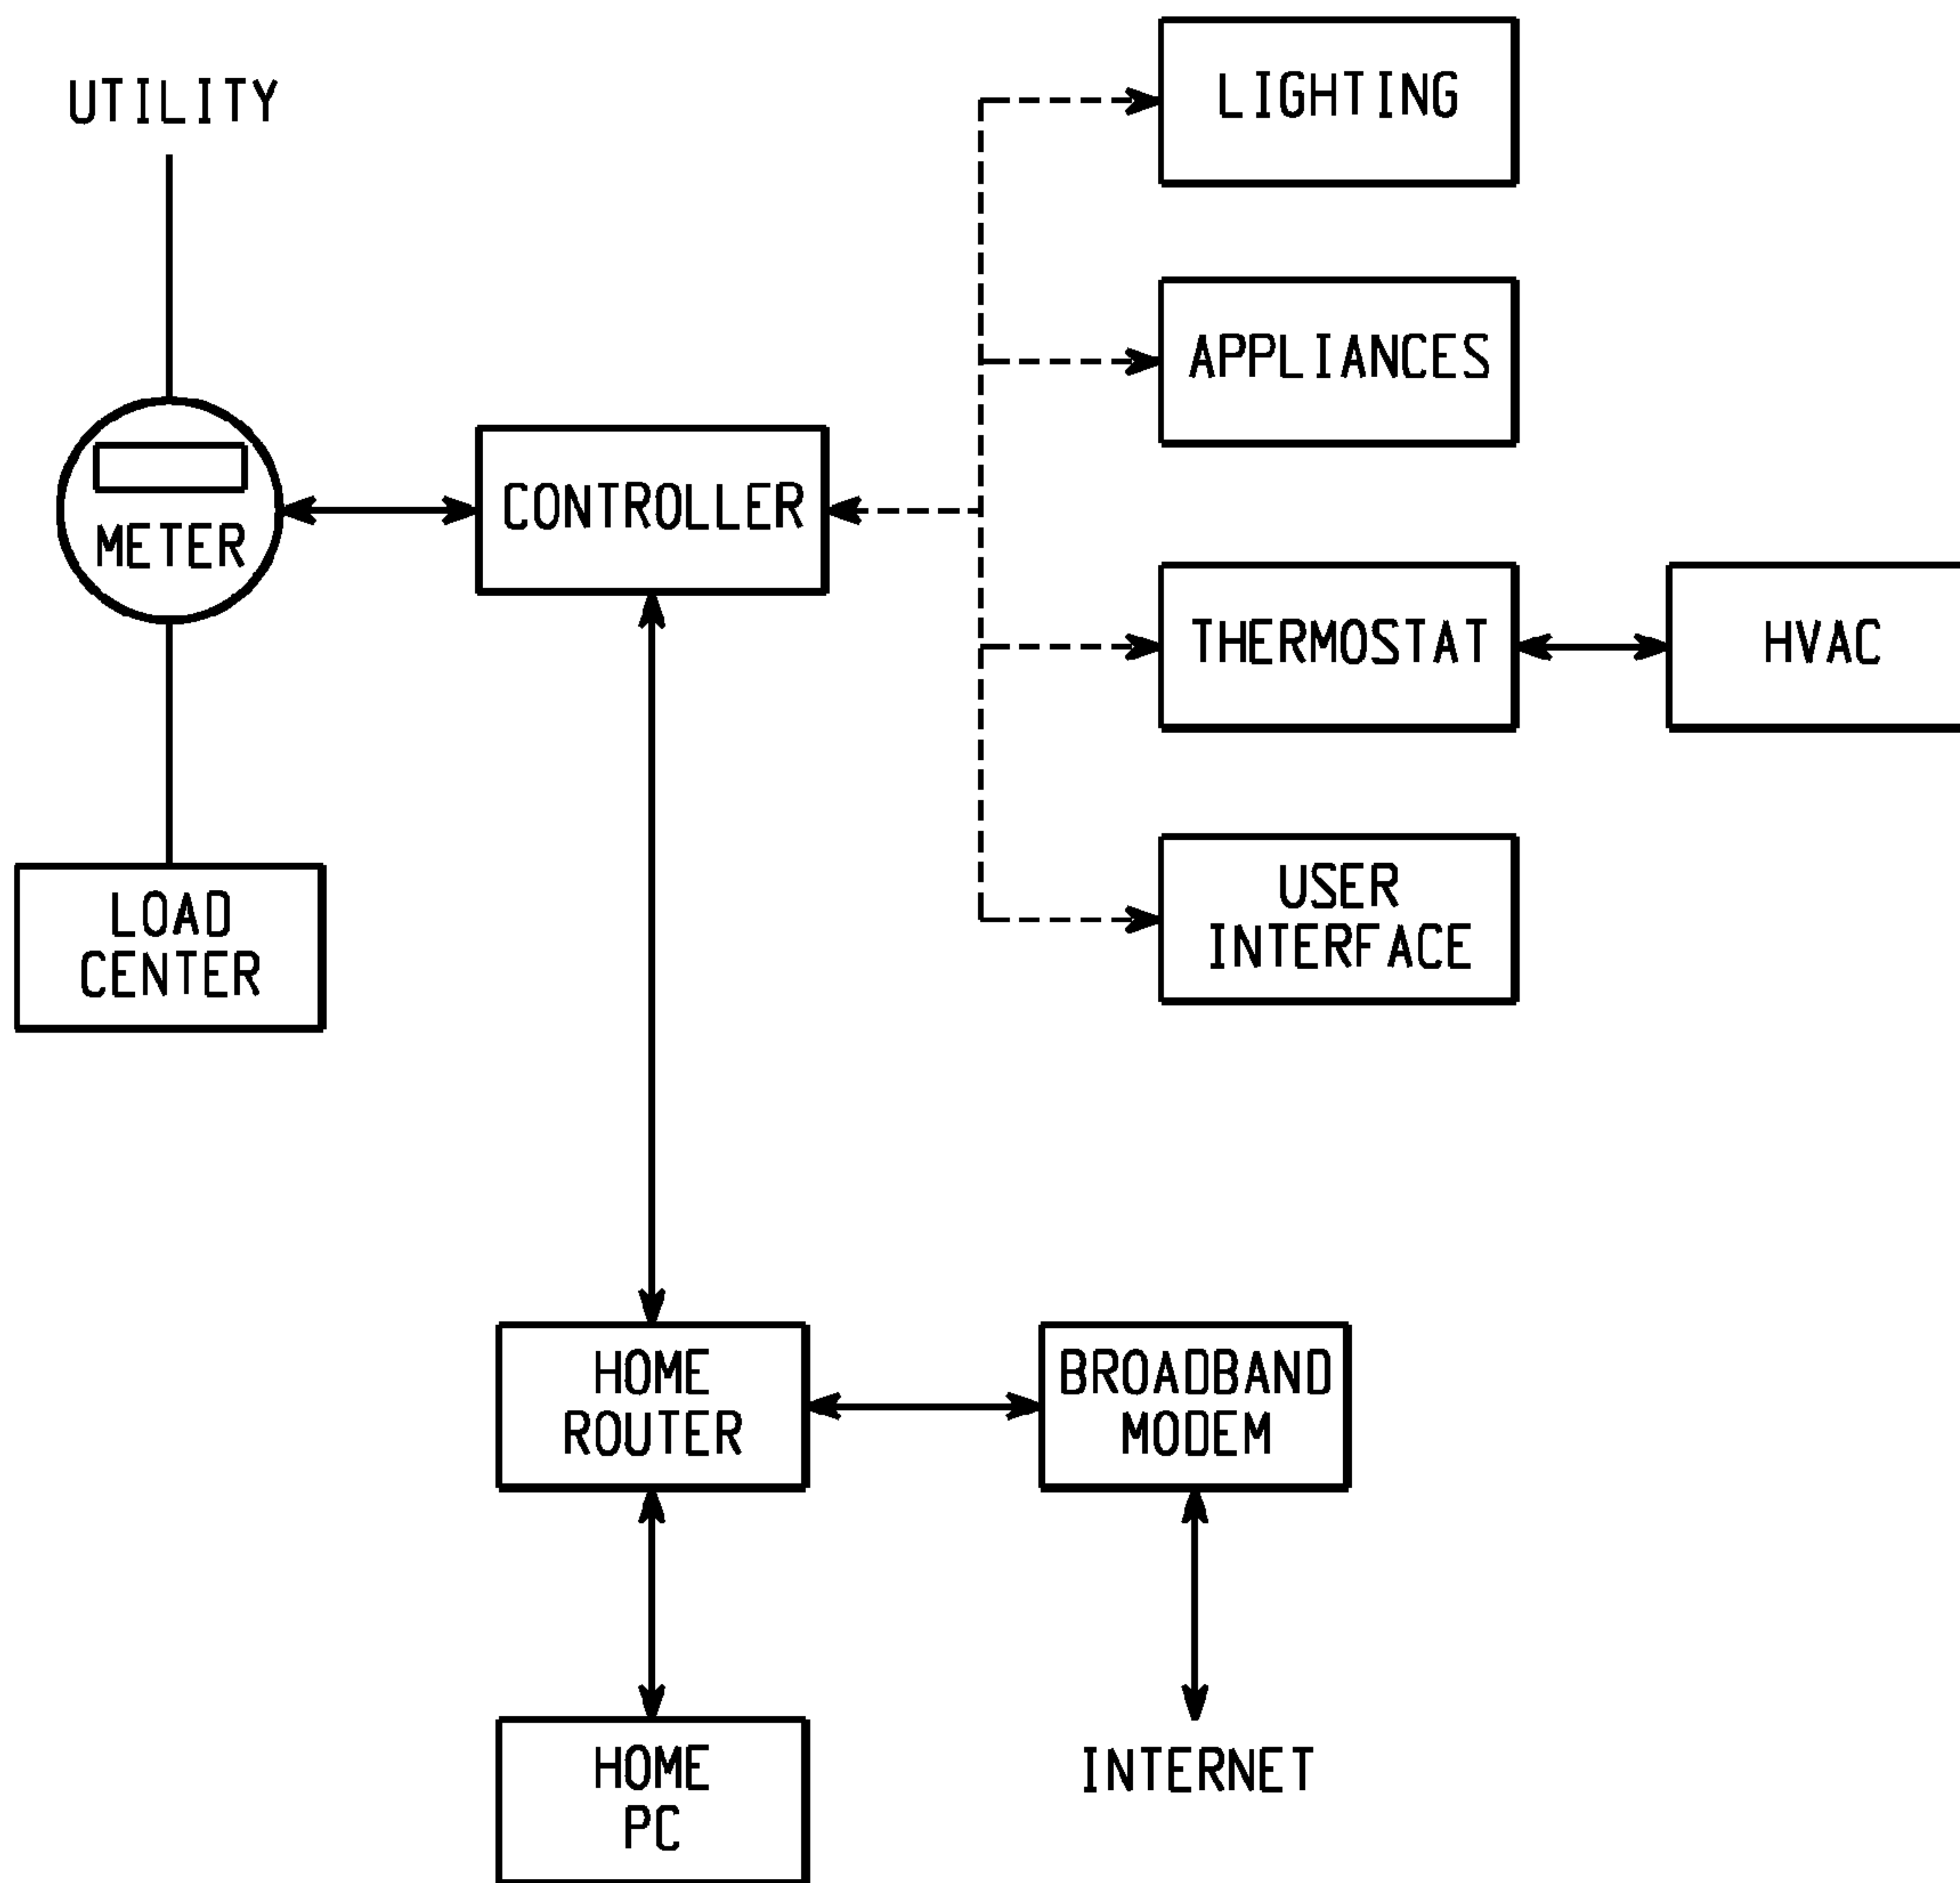 UTILITY
LIGHTING
APPLIANCES
METER
CONTROLLER
THERMOSTAT
HVAC
LOAD
CENTER
USER
INTERFACE
HOME
ROUTER
BROADBAND
MODEM
HOME
PC
INTERNET